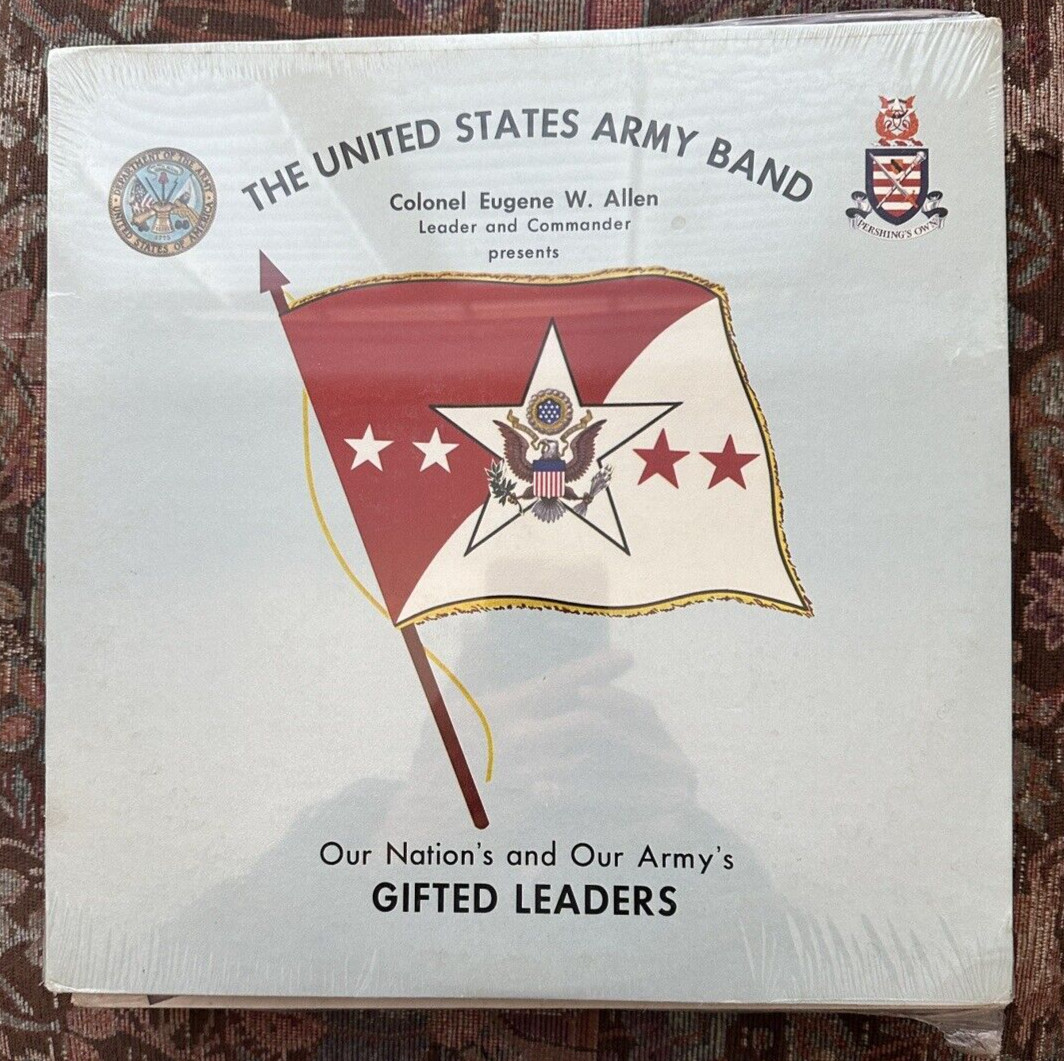 THE UNITED STATES ARMY BAND
Colonel Eugene W. Allen
Leader and Commander
presents
DEPARTMENT OF THE ARMY
UNITED STATES OF AMERICA
1775
PERSHING'S OWN
Our Nation's and Our Army's
GIFTED LEADERS